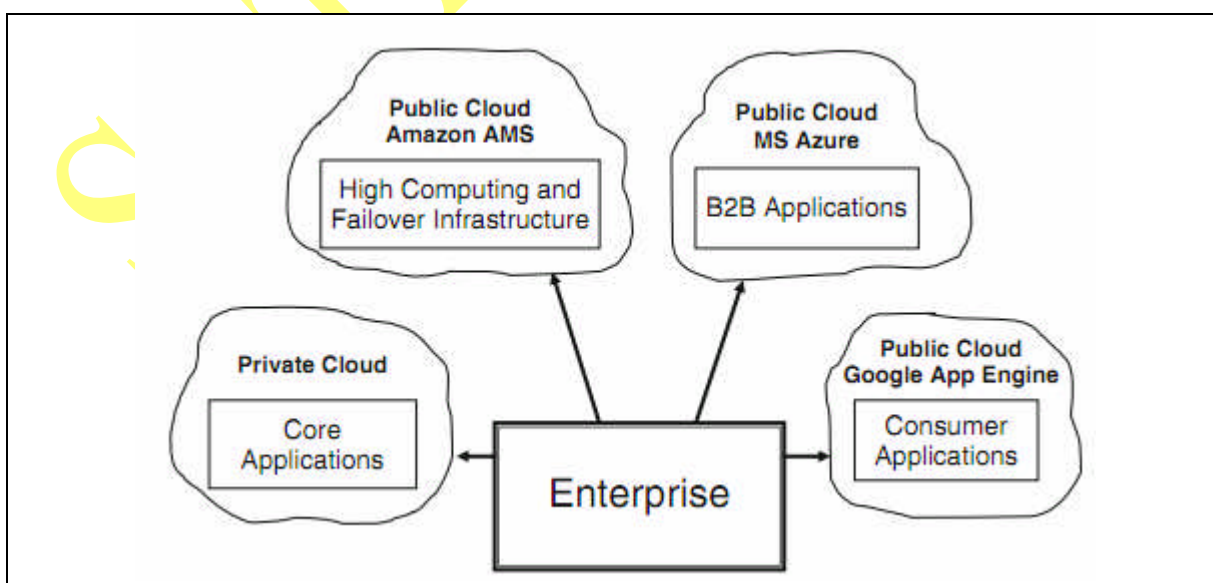 Public Cloud
Amazon AMS
High Computing and
Failover Infrastructure
Public Cloud
MS Azure
B2B Applications
Private Cloud
Core
Applications
Public Cloud
Google App Engine
Consumer
Applications
Enterprise